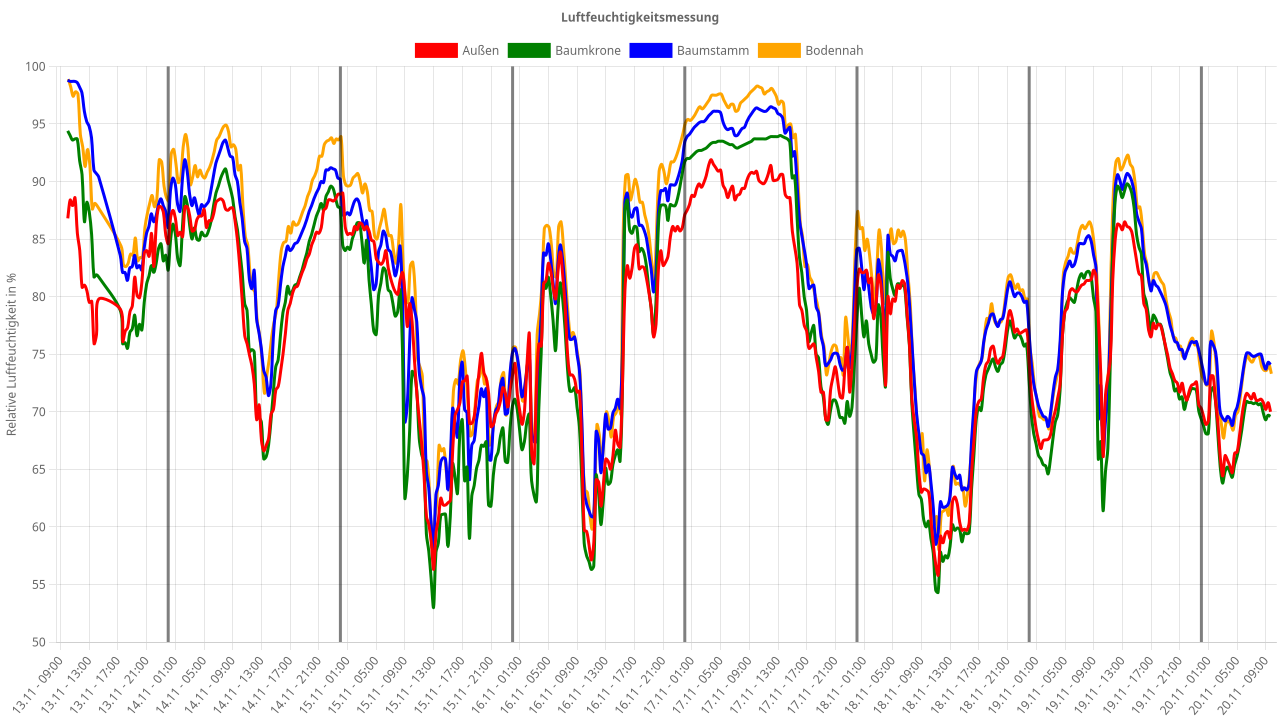 Luftfeuchtigkeitsmessung
Außen Baumkrone Baumstamm Bodennah
Relative Luftfeuchtigkeit in %
100
95
90
85
80
75
70
65
60
55
50
13.11 - 09:00
13.11 - 13:00
13.11 - 17:00
13.11 - 21:00
14.11 - 01:00
14.11 - 05:00
14.11 - 09:00
14.11 - 13:00
14.11 - 17:00
14.11 - 21:00
15.11 - 01:00
15.11 - 05:00
15.11 - 09:00
15.11 - 13:00
15.11 - 17:00
15.11 - 21:00
16.11 - 01:00
16.11 - 05:00
16.11 - 09:00
16.11 - 13:00
16.11 - 17:00
16.11 - 21:00
17.11 - 01:00
17.11 - 05:00
17.11 - 09:00
17.11 - 13:00
17.11 - 17:00
17.11 - 21:00
18.11 - 01:00
18.11 - 05:00
18.11 - 09:00
18.11 - 13:00
18.11 - 17:00
18.11 - 21:00
19.11 - 01:00
19.11 - 05:00
19.11 - 09:00
19.11 - 13:00
19.11 - 17:00
19.11 - 21:00
20.11 - 01:00
20.11 - 05:00
20.11 - 09:00